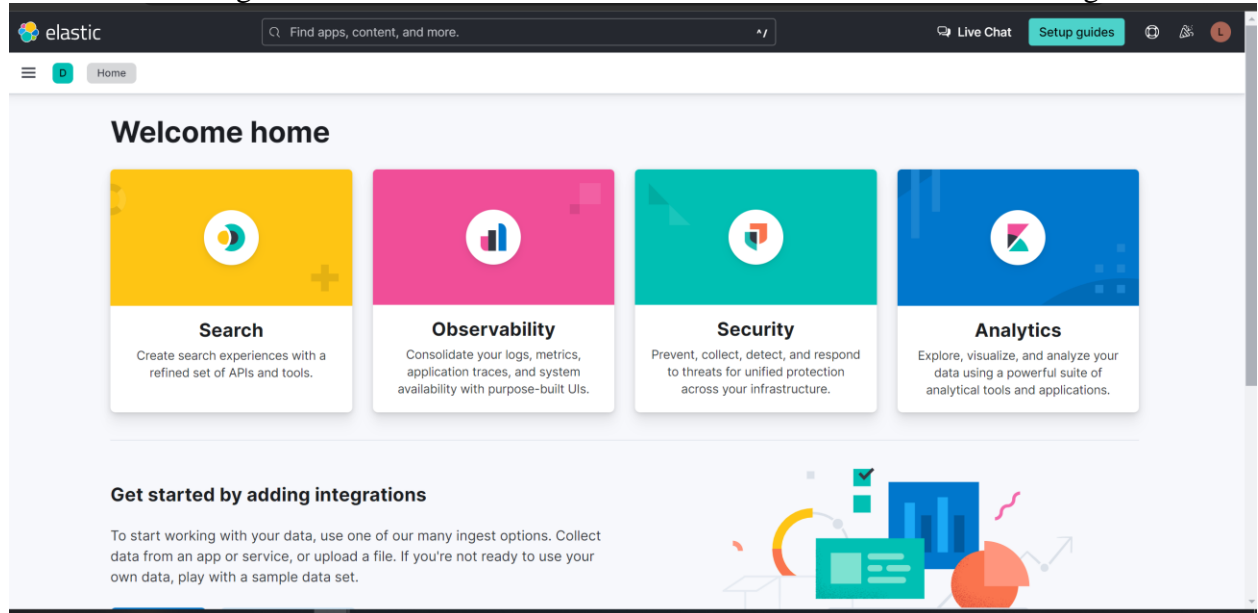 elastic
Find apps, content, and more.
^/
Live Chat
Setup guides
L
D
Home
Welcome home
Search
Create search experiences with a
refined set of APIs and tools.
Observability
Consolidate your logs, metrics,
application traces, and system
availability with purpose-built UIs.
Security
Prevent, collect, detect, and respond
to threats for unified protection
across your infrastructure.
Analytics
Explore, visualize, and analyze your
data using a powerful suite of
analytical tools and applications.
Get started by adding integrations
To start working with your data, use one of our many ingest options. Collect
data from an app or service, or upload a file. If you're not ready to use your
own data, play with a sample data set.